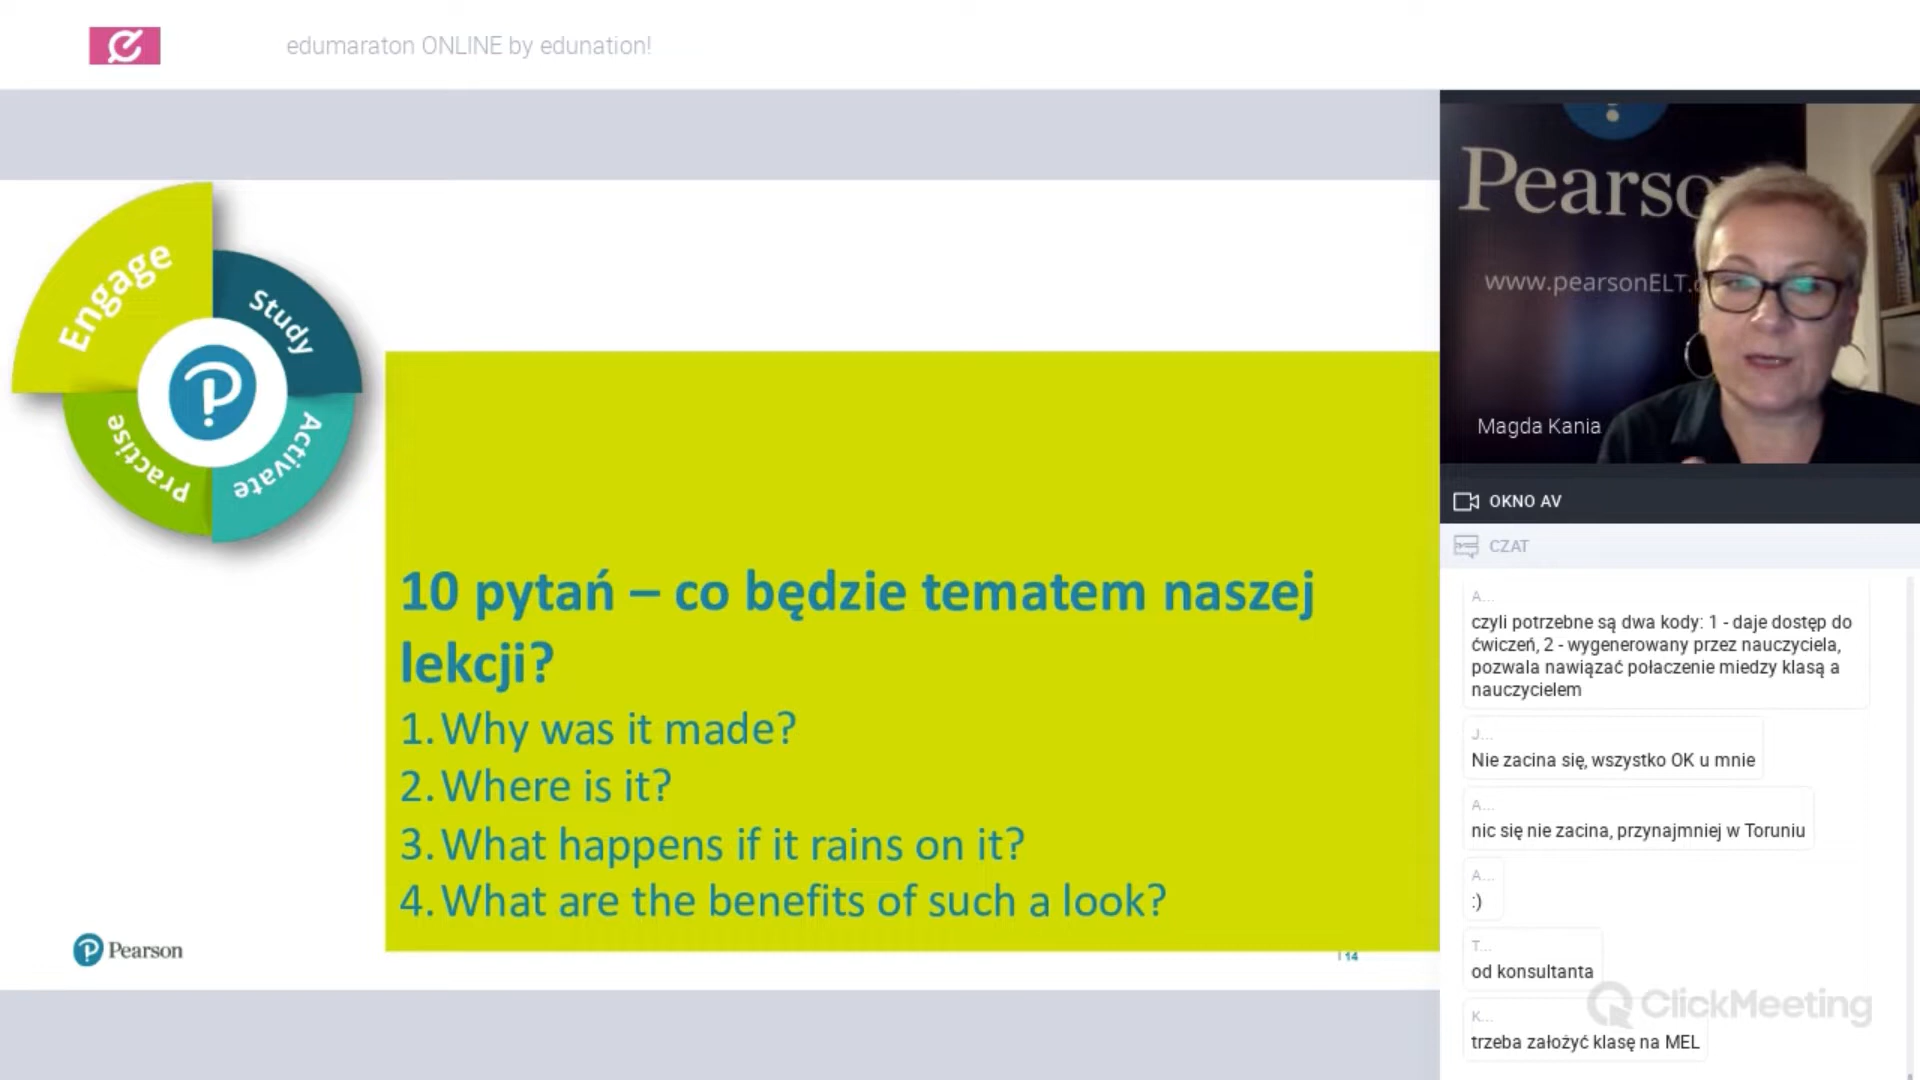 edumaraton ONLINE by edunation!
Engage
Study
Practise
Activate
10 pytań – co będzie tematem naszej
lekcji?
1. Why was it made?
2. Where is it?
3. What happens if it rains on it?
4. What are the benefits of such a look?
Pearson
14
Pearso
www.pearsonELT.
Magda Kania
OKNO AV
CZAT
A...
czyli potrzebne są dwa kody: 1 - daje dostęp do
ćwiczeń, 2 - wygenerowany przez nauczyciela,
pozwala nawiązać połaczenie miedzy klasą a
nauczycielem
J...
Nie zacina się, wszystko OK u mnie
A...
nic się nie zacina, przynajmniej w Toruniu
A...
:)
T...
od konsultanta
K...
trzeba założyć klasę na MEL
ClickMeeting